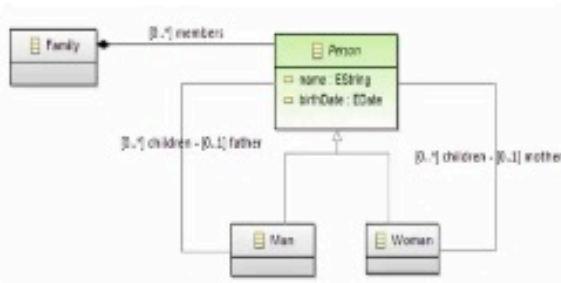 [0..*] members
Family
Person
name : EString
birthDate : EDate
[0..*] children - [0..1] father
[0..*] children - [0..1] mother
Man
Woman